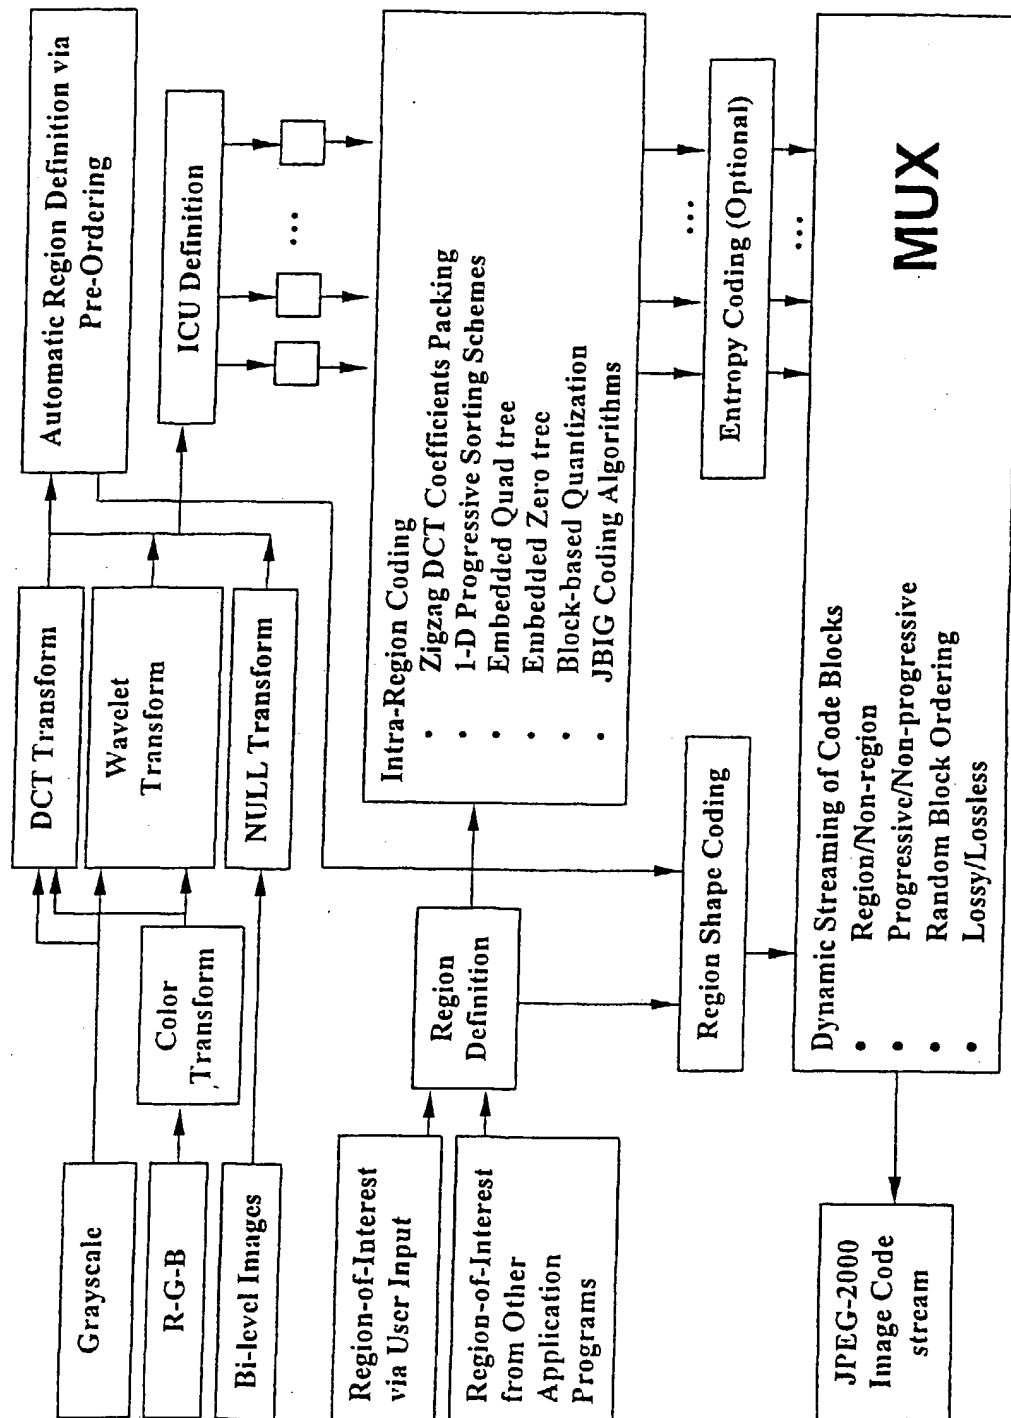 Grayscale
R-G-B
Bi-level Images
Color
Transform
DCT Transform
Wavelet
Transform
NULL Transform
Automatic Region Definition via
Pre-Ordering
ICU Definition
...
Region-of-Interest
via User Input
Region-of-Interest
from Other
Application
Programs
Region
Definition
Intra-Region Coding
• Zigzag DCT Coefficients Packing
• 1-D Progressive Sorting Schemes
• Embedded Quad tree
• Embedded Zero tree
• Block-based Quantization
• JBIG Coding Algorithms
...
Region Shape Coding
Entropy Coding (Optional)
...
Dynamic Streaming of Code Blocks
• Region/Non-region
• Progressive/Non-progressive
• Random Block Ordering
• Lossy/Lossless
MUX
JPEG-2000
Image Code
stream